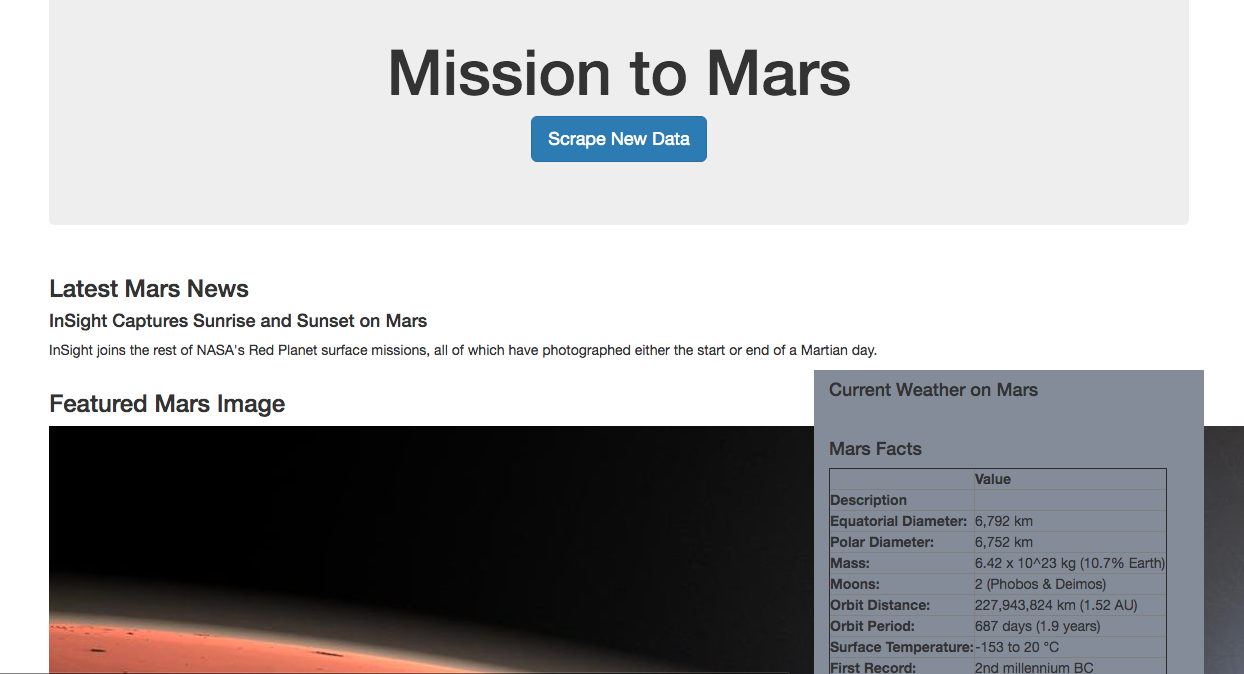 Mission to Mars
Scrape New Data
Latest Mars News
InSight Captures Sunrise and Sunset on Mars
InSight joins the rest of NASA's Red Planet surface missions, all of which have photographed either the start or end of a Martian day.
Featured Mars Image
Current Weather on Mars
Mars Facts
Value
Description
Equatorial Diameter: 6,792 km
Polar Diameter: 6,752 km
Mass: 6.42 x 10^23 kg (10.7% Earth)
Moons: 2 (Phobos & Deimos)
Orbit Distance: 227,943,824 km (1.52 AU)
Orbit Period: 687 days (1.9 years)
Surface Temperature: -153 to 20 °C
First Record: 2nd millennium BC